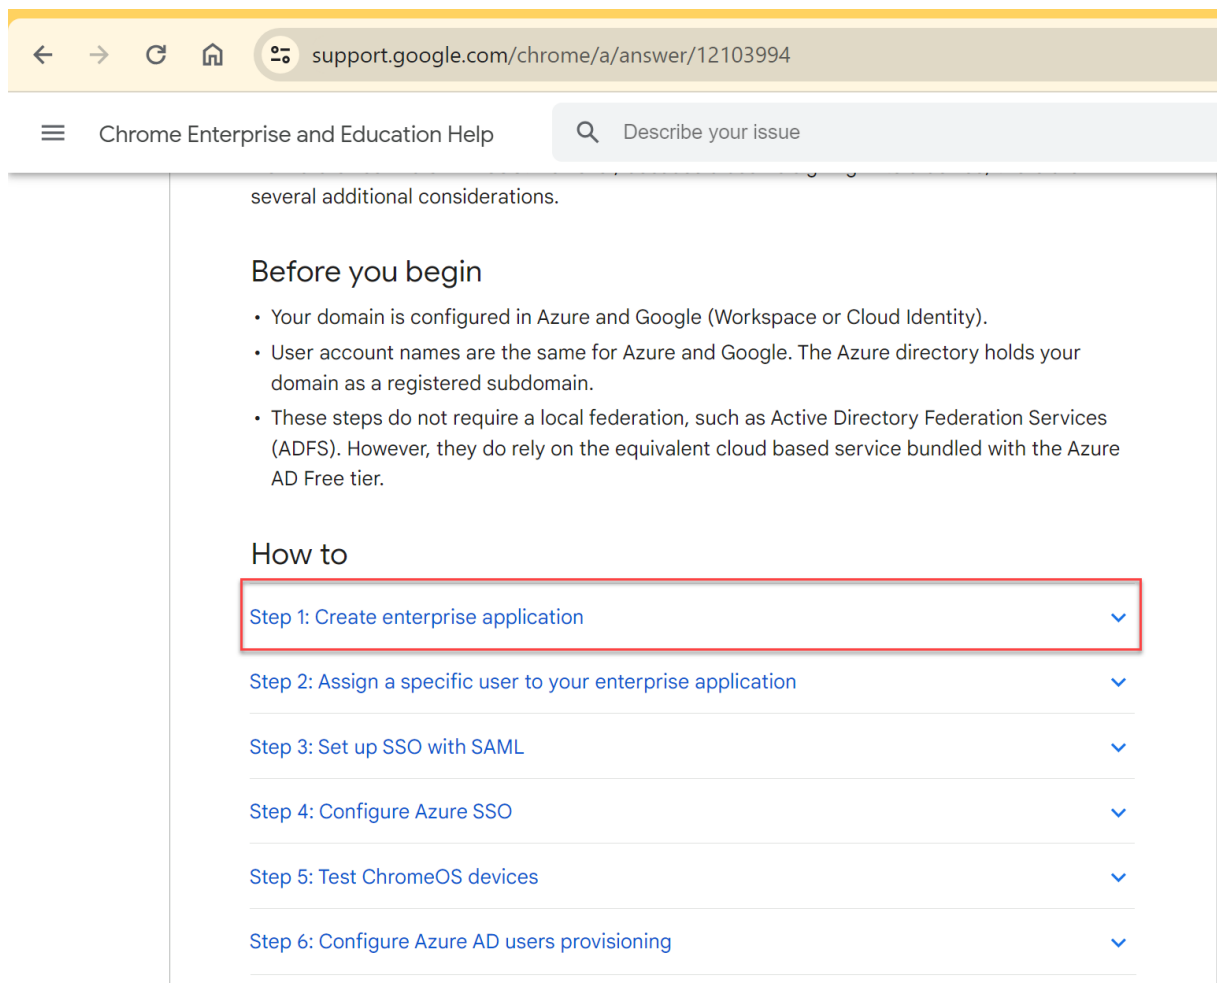 support.google.com/chrome/a/answer/12103994
Chrome Enterprise and Education Help
Describe your issue
several additional considerations.
Before you begin
• Your domain is configured in Azure and Google (Workspace or Cloud Identity).
• User account names are the same for Azure and Google. The Azure directory holds your
domain as a registered subdomain.
• These steps do not require a local federation, such as Active Directory Federation Services
(ADFS). However, they do rely on the equivalent cloud based service bundled with the Azure
AD Free tier.
How to
Step 1: Create enterprise application
Step 2: Assign a specific user to your enterprise application
Step 3: Set up SSO with SAML
Step 4: Configure Azure SSO
Step 5: Test ChromeOS devices
Step 6: Configure Azure AD users provisioning